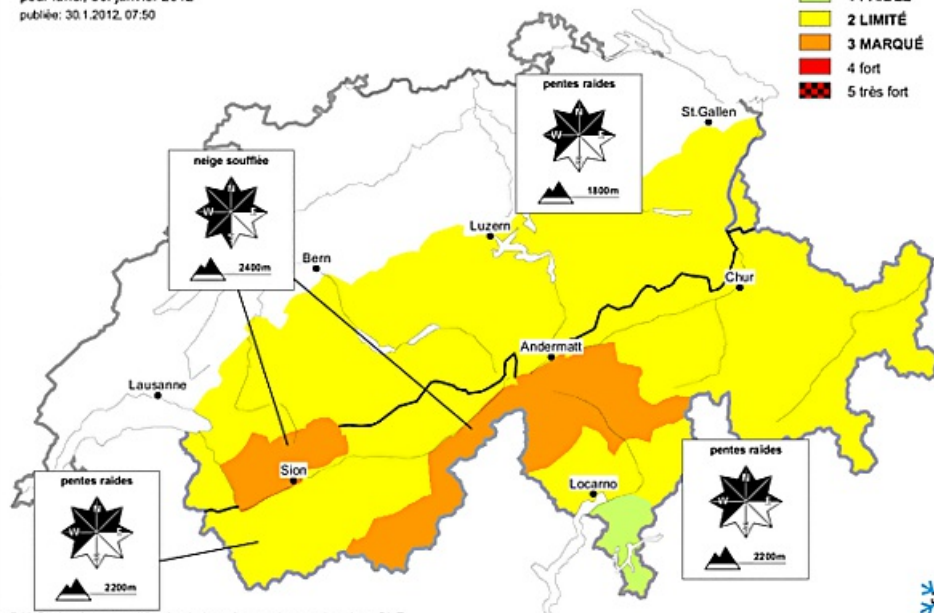 publiée: 30.1.2012, 07:50
2 LIMITÉ
3 MARQUÉ
4 fort
5 très fort
pentes raides
N
W E
S
1800m
St.Gallen
neige soufflée
N
W E
S
2400m
Luzern
Bern
Chur
Andermatt
Lausanne
Sion
Locarno
pentes raides
N
W E
S
2200m
pentes raides
N
W E
S
2200m